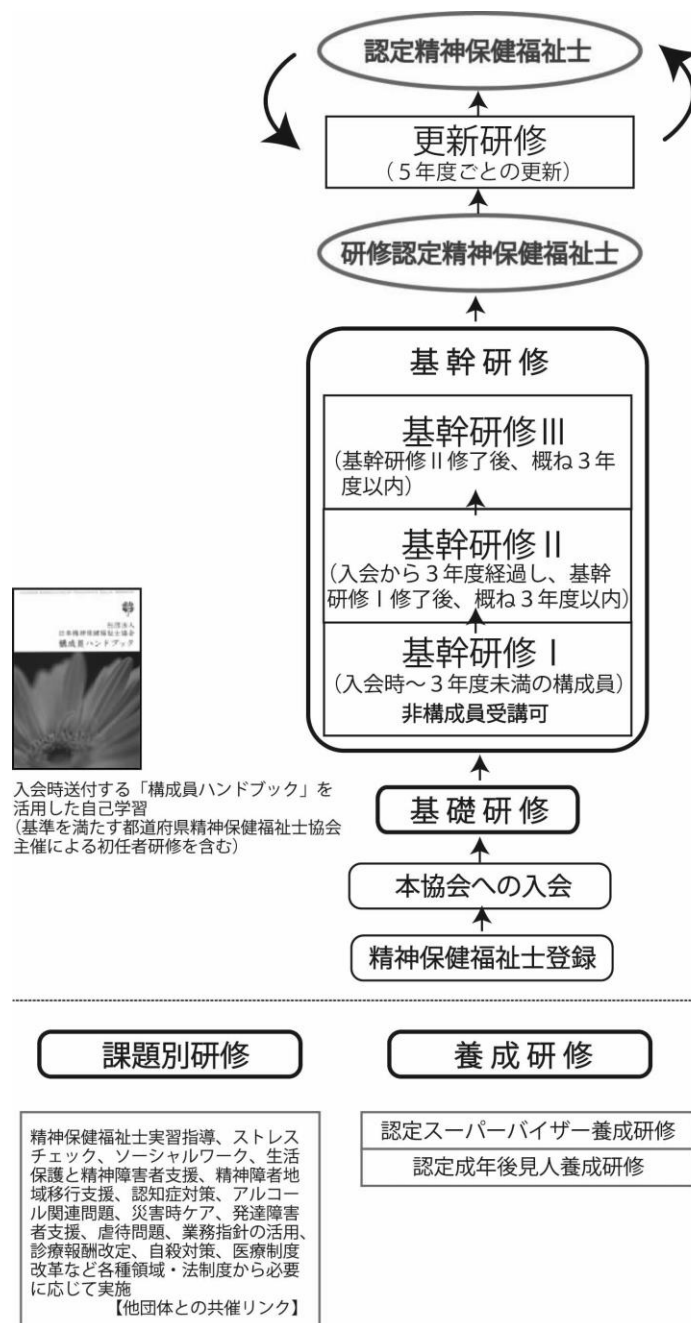 認定精神保健福祉士
更新研修
（５年度ごとの更新）
研修認定精神保健福祉士
基幹研修
基幹研修Ⅲ
（基幹研修Ⅱ修了後、概ね３年
度以内）
基幹研修Ⅱ
（入会から３年度経過し、基幹
研修Ⅰ修了後、概ね３年度以内）
基幹研修Ⅰ
（入会時～３年度未満の構成員）
非構成員受講可
社団法人
日本精神保健福祉士協会
構成員ハンドブック
入会時送付する「構成員ハンドブック」を
活用した自己学習
（基準を満たす都道府県精神保健福祉士協会
主催による初任者研修を含む）
基礎研修
本協会への入会
精神保健福祉士登録
課題別研修
精神保健福祉士実習指導、ストレス
チェック、ソーシャルワーク、生活
保護と精神障害者支援、精神障者地
域移行支援、認知症対策、アルコー
ル関連問題、災害時ケア、発達障害
者支援、虐待問題、業務指針の活用、
診療報酬改定、自殺対策、医療制度
改革など各種領域・法制度から必要
に応じて実施
【他団体との共催リンク】
養成研修
認定スーパーバイザー養成研修
認定成年後見人養成研修